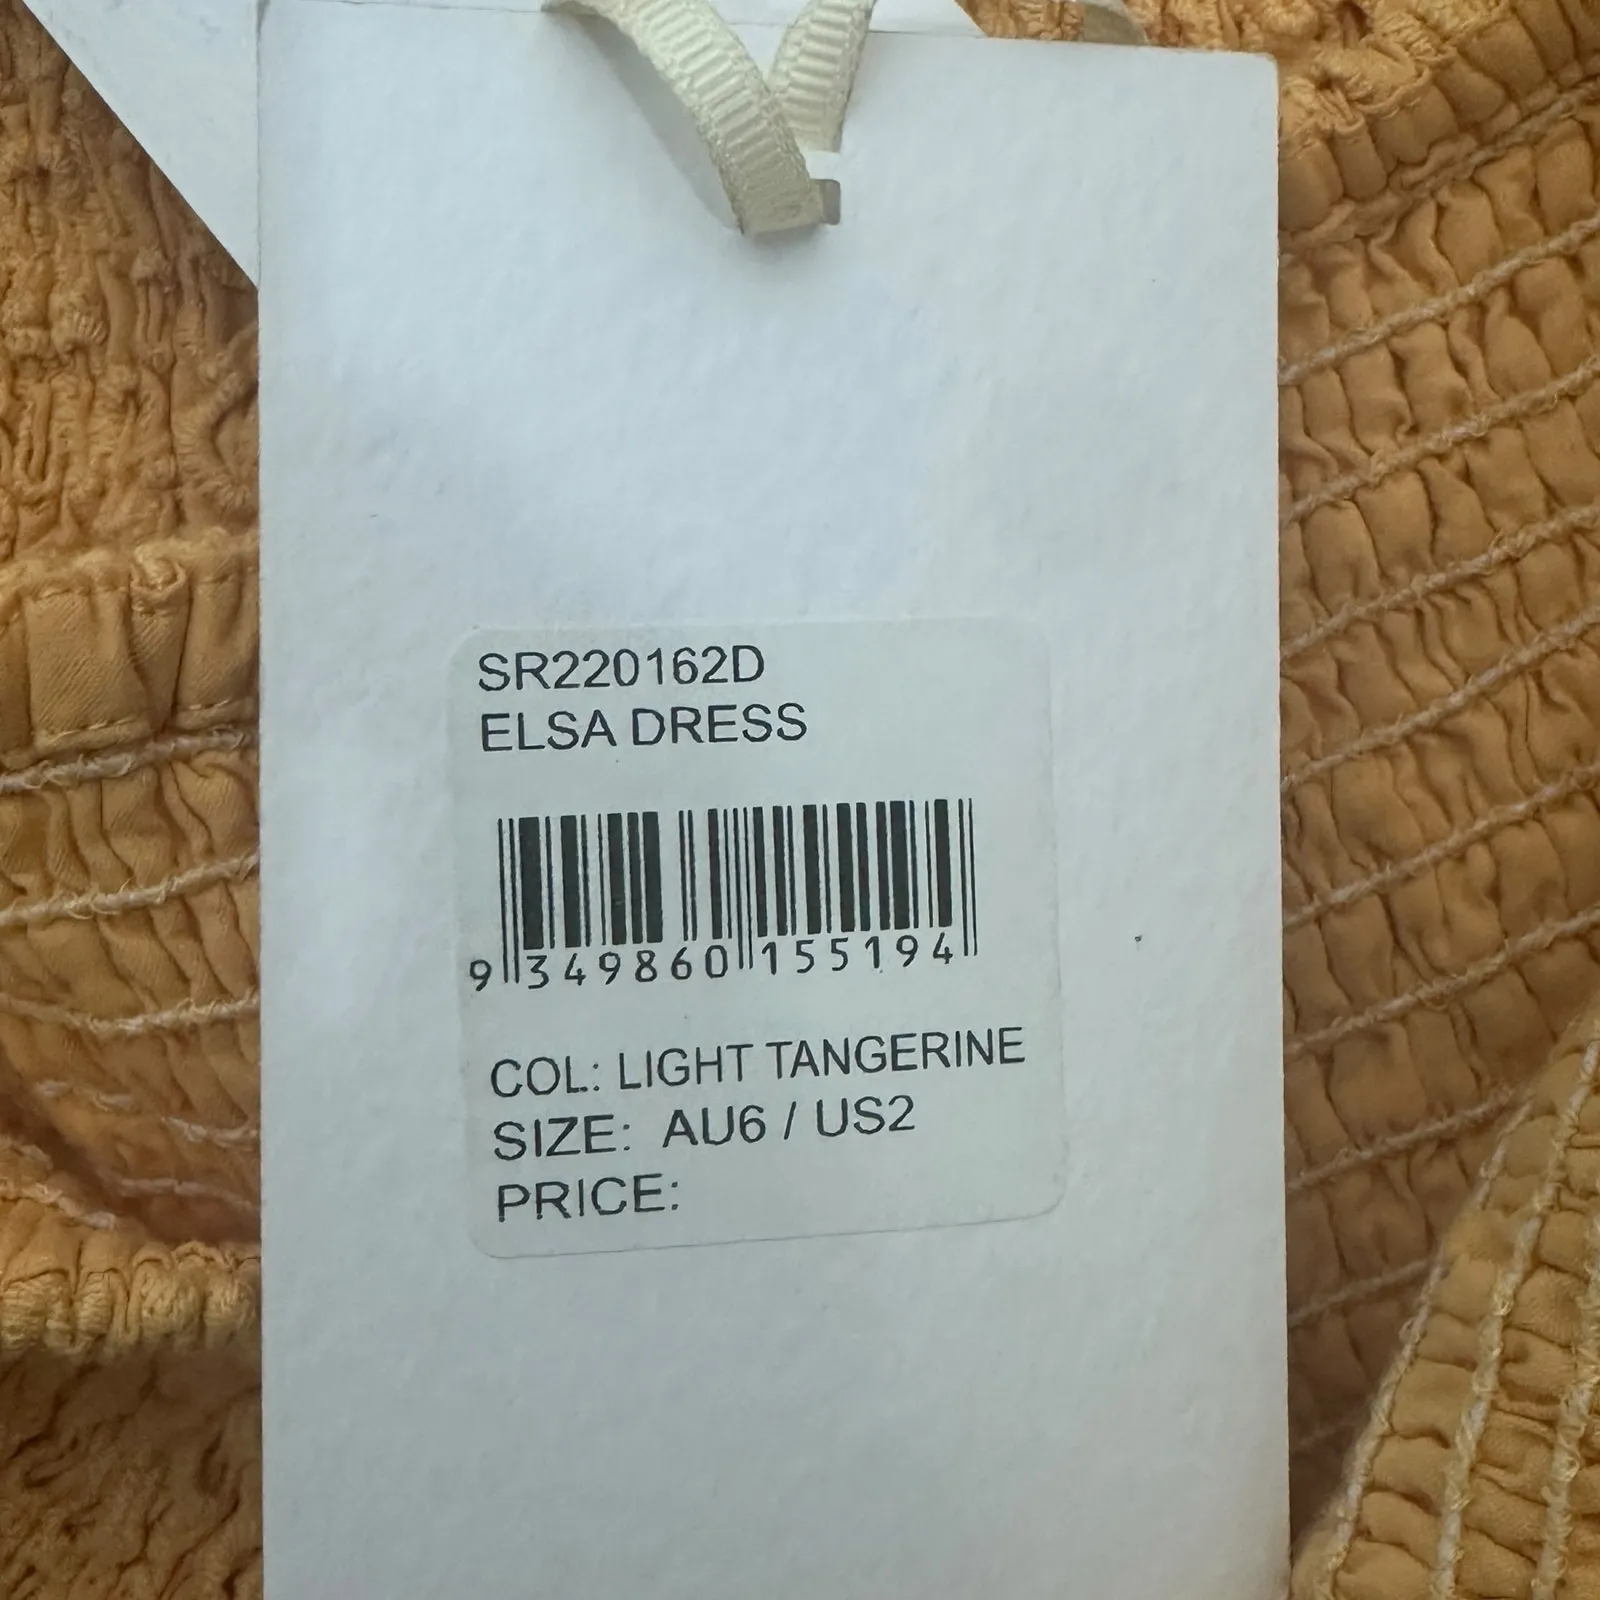 SR220162D
ELSA DRESS
9 349860 155194
COL: LIGHT TANGERINE
SIZE: AU6 / US2
PRICE: